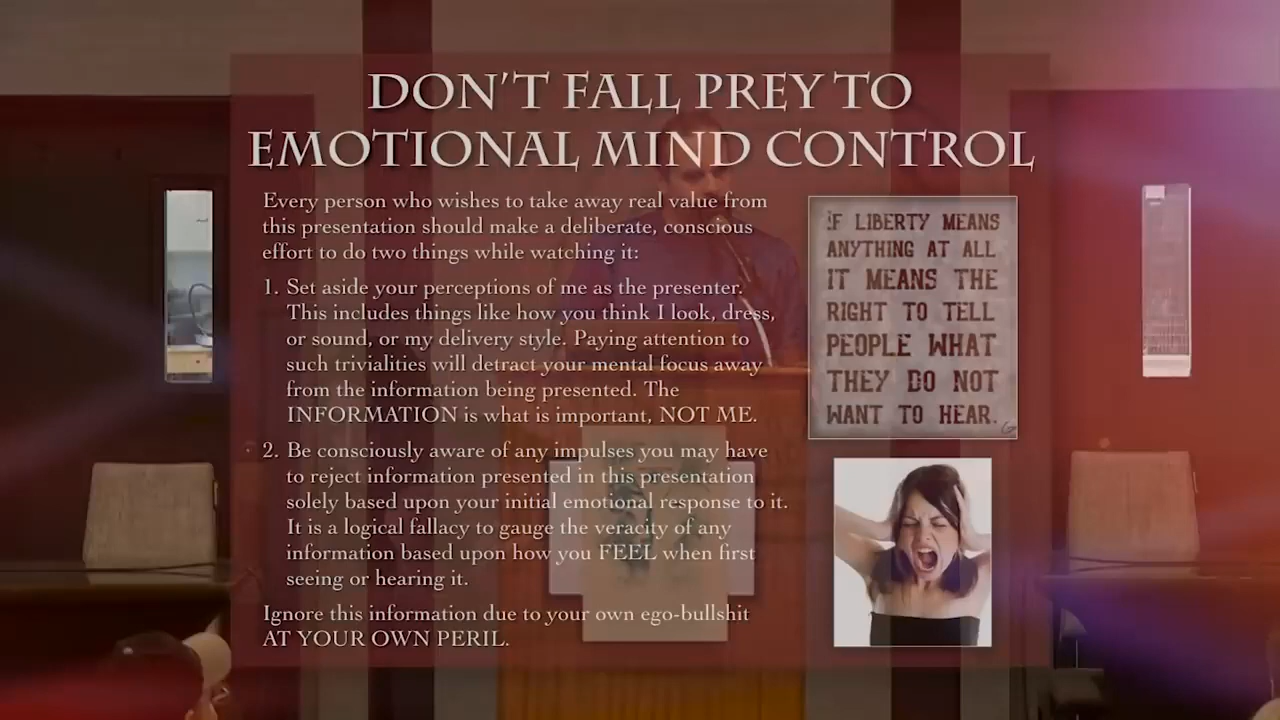 DON'T FALL PREY TO
EMOTIONAL MIND CONTROL
Every person who wishes to take away real value from
this presentation should make a deliberate, conscious
effort to do two things while watching it:
1. Set aside your perceptions of me as the presenter.
This includes things like how you think I look, dress,
or sound, or my delivery style. Paying attention to
such trivialities will detract your mental focus away
from the information being presented. The
INFORMATION is what is important, NOT ME.
2. Be consciously aware of any impulses you may have
to reject information presented in this presentation
solely based upon your initial emotional response to it.
It is a logical fallacy to gauge the veracity of any
information based upon how you FEEL when first
seeing or hearing it.
Ignore this information due to your own ego-bullshit
AT YOUR OWN PERIL.
IF LIBERTY MEANS
ANYTHING AT ALL
IT MEANS THE
RIGHT TO TELL
PEOPLE WHAT
THEY DO NOT
WANT TO HEAR.